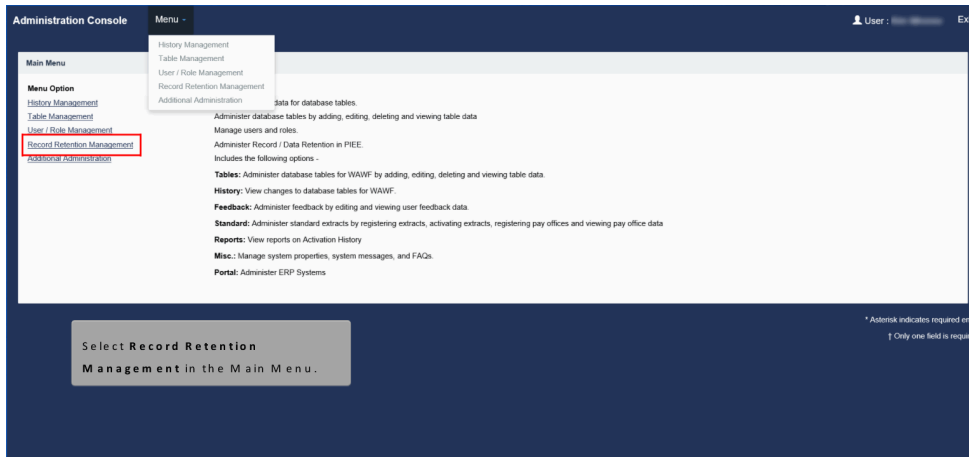 Administration Console
Menu
User :
Ex
History Management
Table Management
User / Role Management
Record Retention Management
Additional Administration
Main Menu
Menu Option
History Management
data for database tables.
Table Management
Administer database tables by adding, editing, deleting and viewing table data
User / Role Management
Manage users and roles.
Record Retention Management
Administer Record / Data Retention in PIEE.
Additional Administration
Includes the following options -
Tables: Administer database tables for WAWF by adding, editing, deleting and viewing table data.
History: View changes to database tables for WAWF.
Feedback: Administer feedback by editing and viewing user feedback data.
Standard: Administer standard extracts by registering extracts, activating extracts, registering pay offices and viewing pay office data
Reports: View reports on Activation History
Misc.: Manage system properties, system messages, and FAQs.
Portal: Administer ERP Systems
* Asterisk indicates required en
† Only one field is requi
Select Record Retention
Management in the Main Menu.